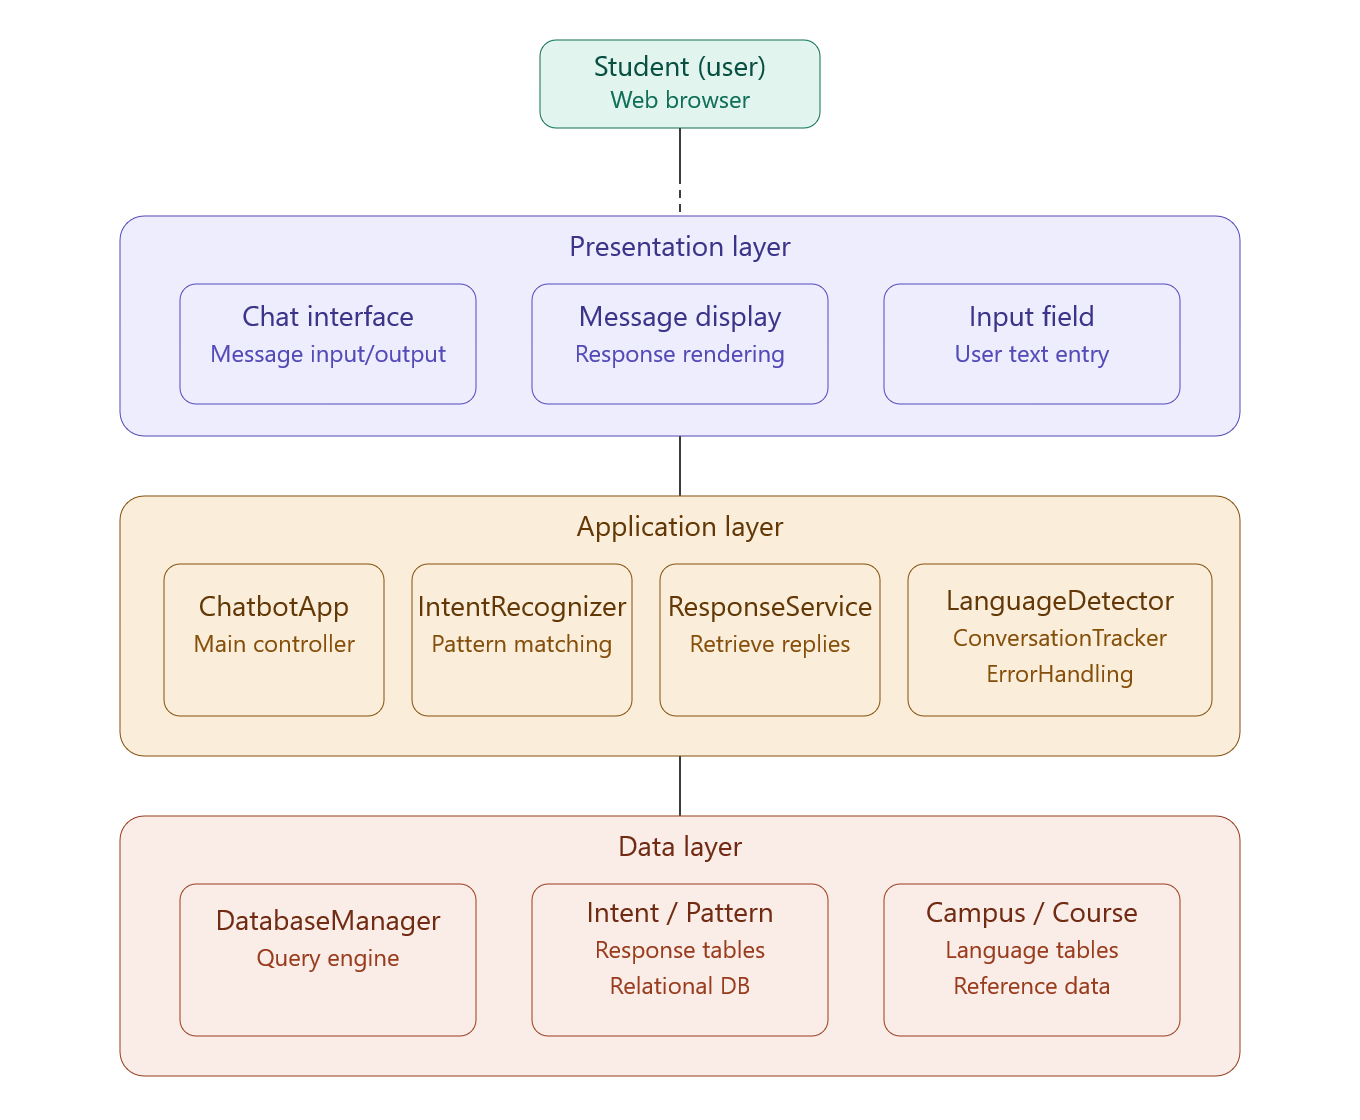 Student (user)
Web browser
Presentation layer
Chat interface
Message input/output
Message display
Response rendering
Input field
User text entry
Application layer
ChatbotApp
Main controller
IntentRecognizer
Pattern matching
ResponseService
Retrieve replies
LanguageDetector
ConversationTracker
ErrorHandling
Data layer
DatabaseManager
Query engine
Intent / Pattern
Response tables
Relational DB
Campus / Course
Language tables
Reference data